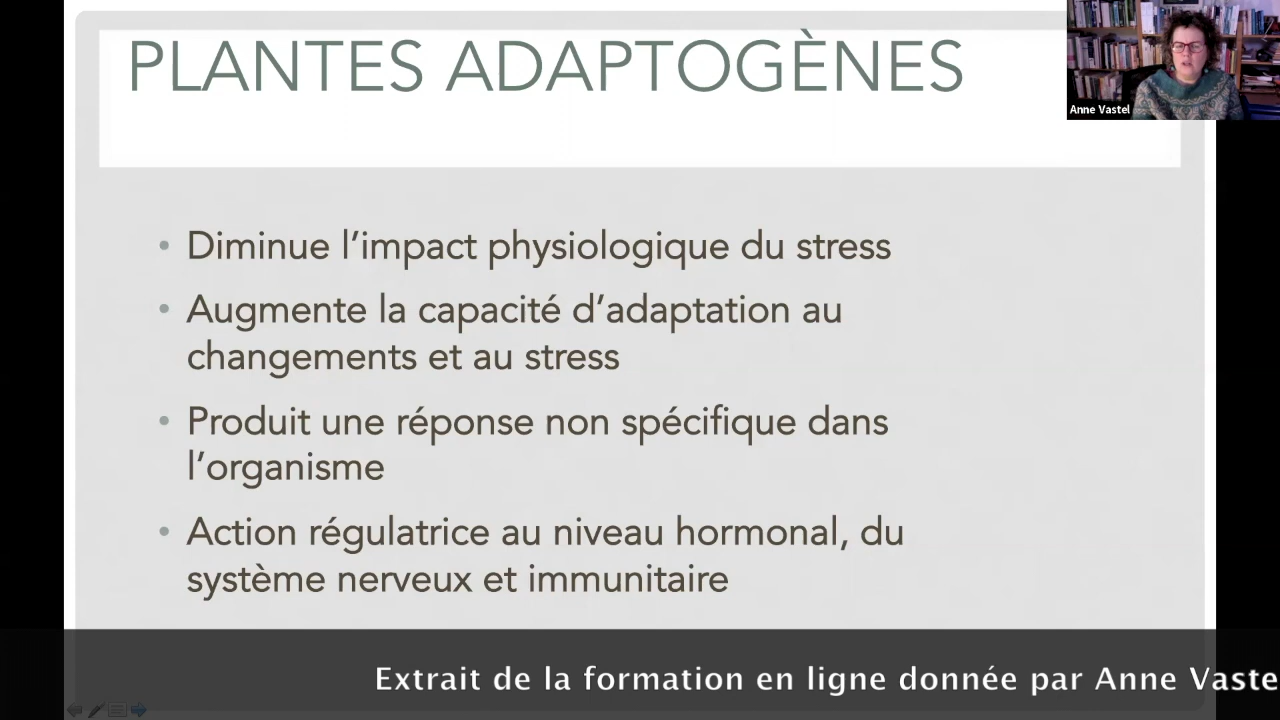 PLANTES ADAPTOGÈNES
Anne Vastel
• Diminue l’impact physiologique du stress
• Augmente la capacité d’adaptation au
changements et au stress
• Produit une réponse non spécifique dans
l’organisme
• Action régulatrice au niveau hormonal, du
système nerveux et immunitaire
Extrait de la formation en ligne donnée par Anne Vaste